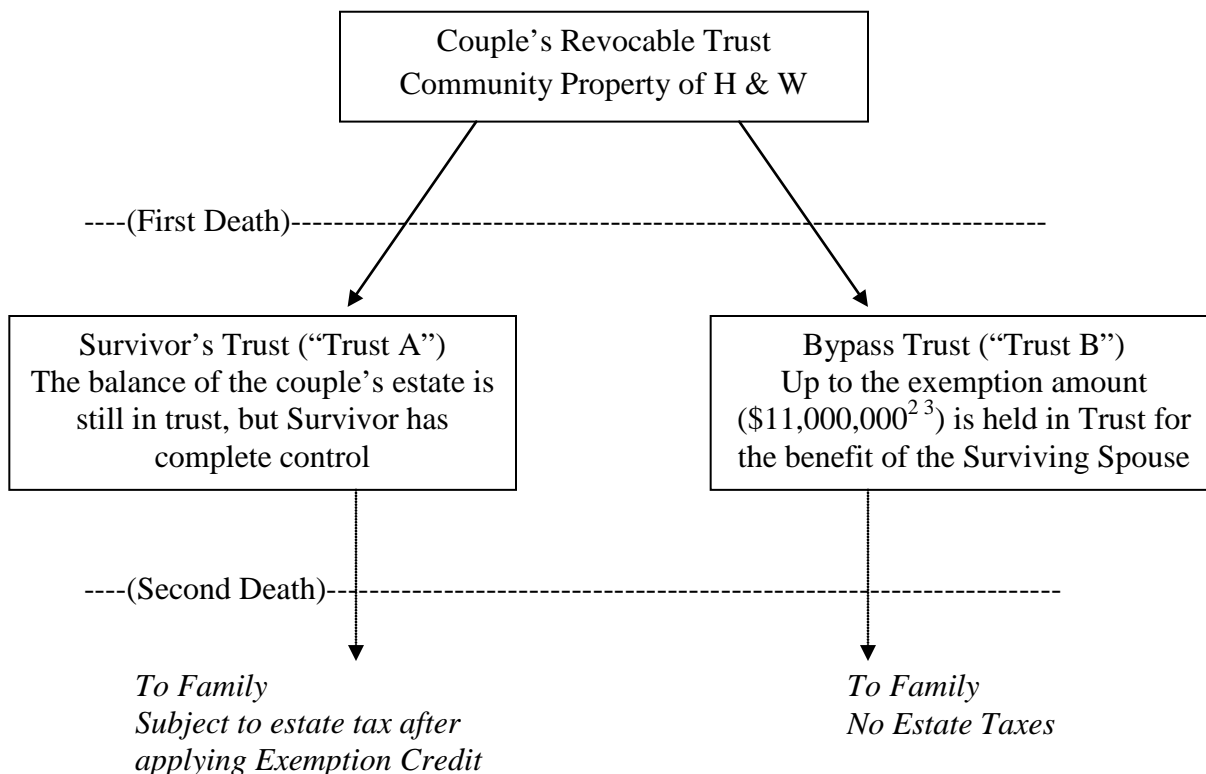 Couple’s Revocable Trust
Community Property of H & W
----(First Death)------------------------------------------------------------------------
Survivor’s Trust (“Trust A”)
The balance of the couple’s estate is
still in trust, but Survivor has
complete control
Bypass Trust (“Trust B”)
Up to the exemption amount
($11,000,000² ³) is held in Trust for
the benefit of the Surviving Spouse
----(Second Death)----------------------------------------------------------------------
To Family
Subject to estate tax after
applying Exemption Credit
To Family
No Estate Taxes